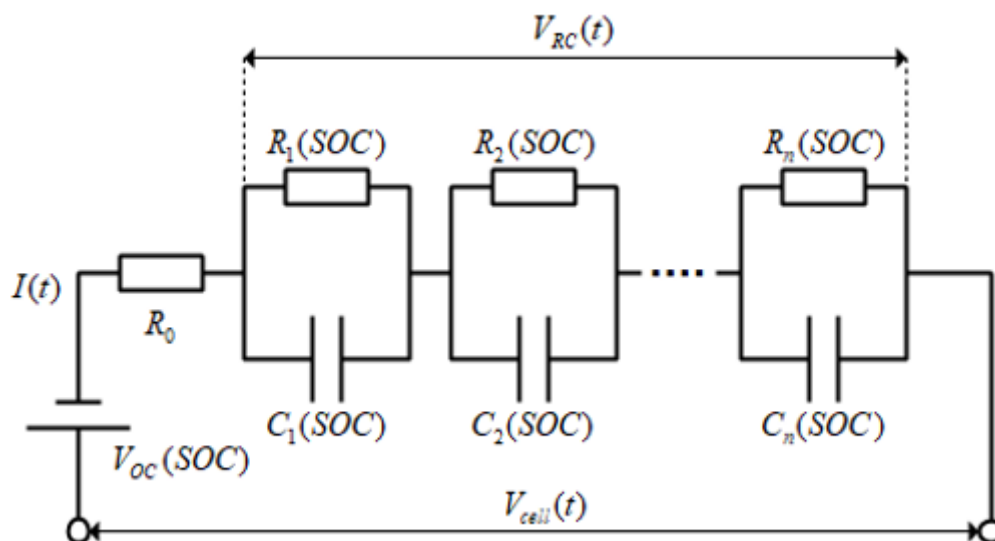 V_RC(t)
R_1(SOC) R_2(SOC) R_n(SOC)
I(t)
R_0
C_1(SOC) C_2(SOC) C_n(SOC)
V_OC(SOC)
V_cell(t)